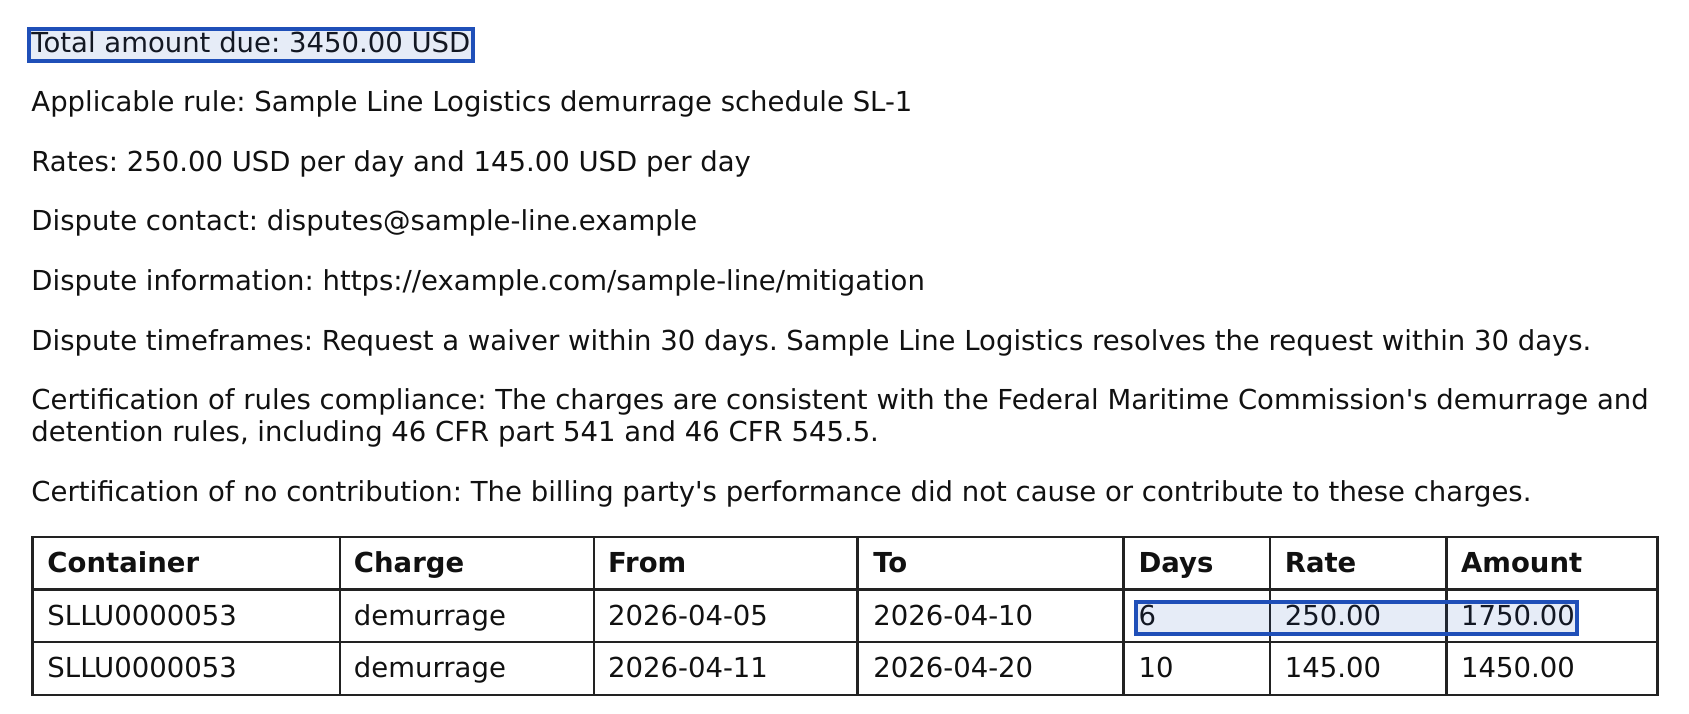 Total amount due: 3450.00 USD
Applicable rule: Sample Line Logistics demurrage schedule SL-1
Rates: 250.00 USD per day and 145.00 USD per day
Dispute contact: disputes@sample-line.example
Dispute information: https://example.com/sample-line/mitigation
Dispute timeframes: Request a waiver within 30 days. Sample Line Logistics resolves the request within 30 days.
Certification of rules compliance: The charges are consistent with the Federal Maritime Commission's demurrage and
detention rules, including 46 CFR part 541 and 46 CFR 545.5.
Certification of no contribution: The billing party's performance did not cause or contribute to these charges.
Container Charge From To Days Rate Amount
SLLU0000053 demurrage 2026-04-05 2026-04-10 6 250.00 1750.00
SLLU0000053 demurrage 2026-04-11 2026-04-20 10 145.00 1450.00